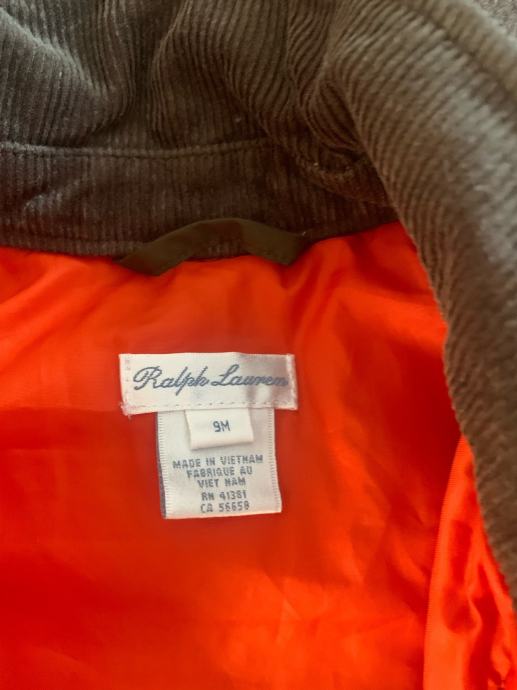 Ralph Lauren
9M
MADE IN VIETNAM
FABRIQUE AU
VIET NAM
RN 41381
CA 56658